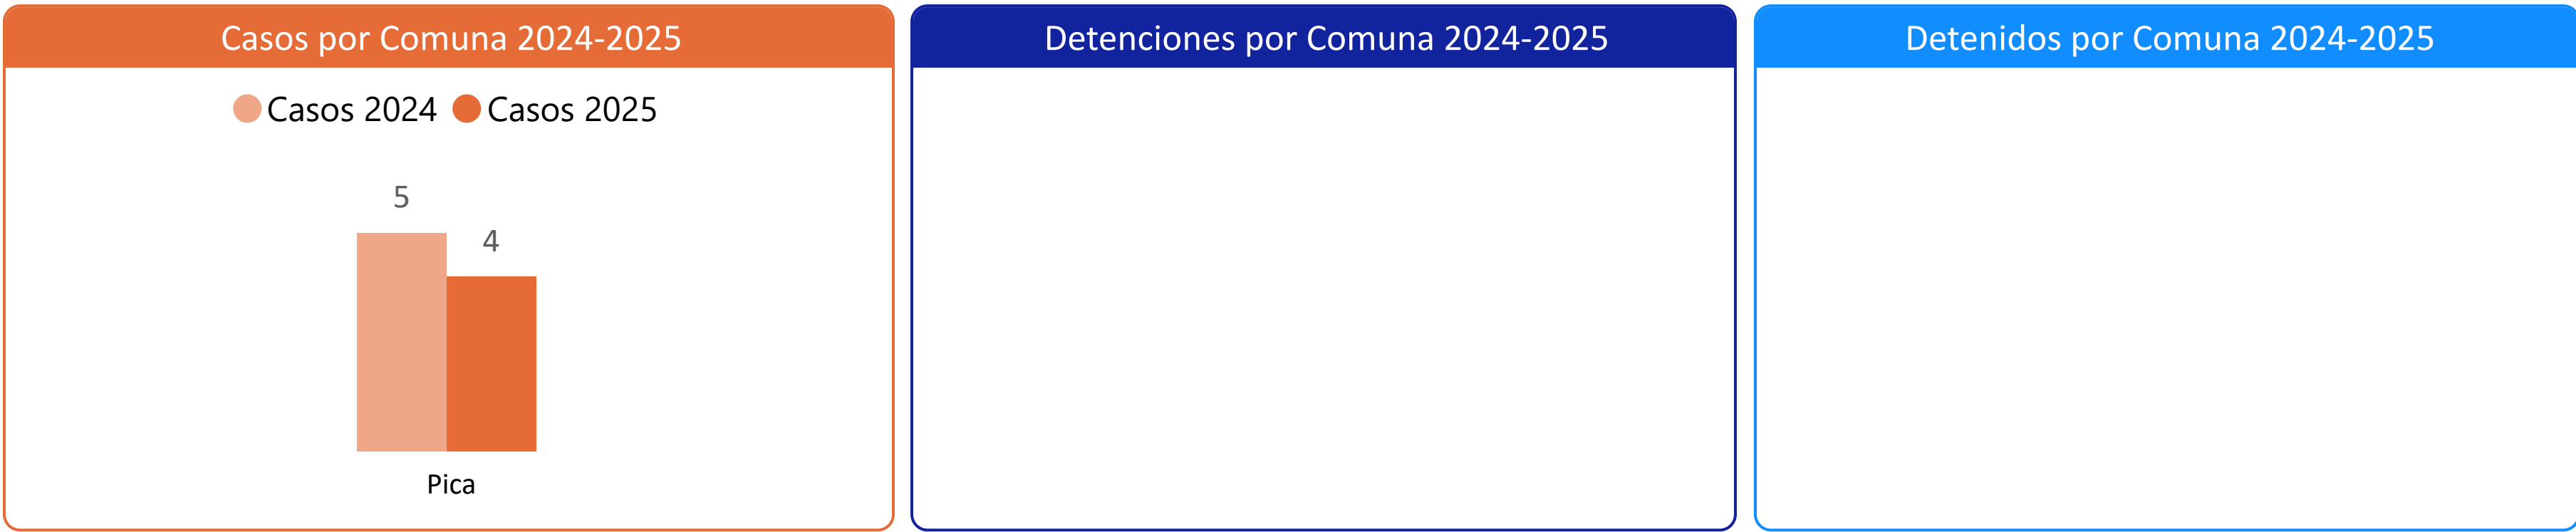 Casos por Comuna 2024-2025
Casos 2024 Casos 2025
5
4
Pica
Detenciones por Comuna 2024-2025
Detenidos por Comuna 2024-2025